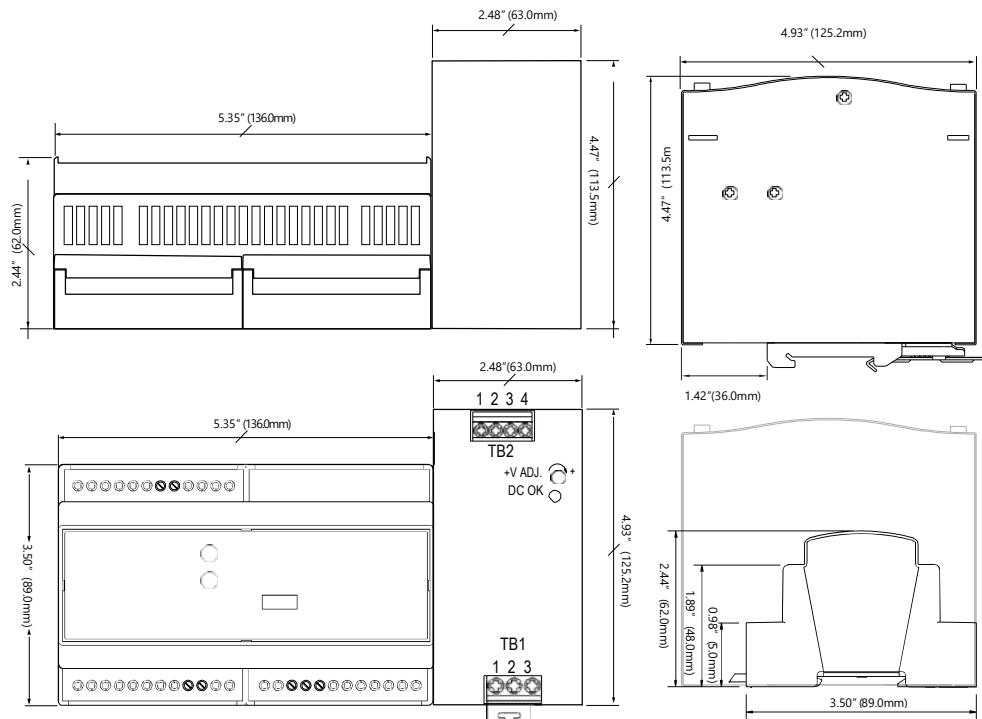 2.48" (63.0mm)
4.93" (125.2mm)
5.35" (136.0mm)
4.47" (113.5mm)
4.47" (113.5m
2.44" (62.0mm)
2.48"(63.0mm)
1.42"(36.0mm)
1 2 3 4
TB2
5.35" (136.0mm)
+V ADJ. +
DC OK
4.93" (125.2mm)
3.50" (89.0mm)
2.44" (62.0mm)
1.89" (48.0mm)
0.98" (5.0mm)
TB1
1 2 3
3.50" (89.0mm)